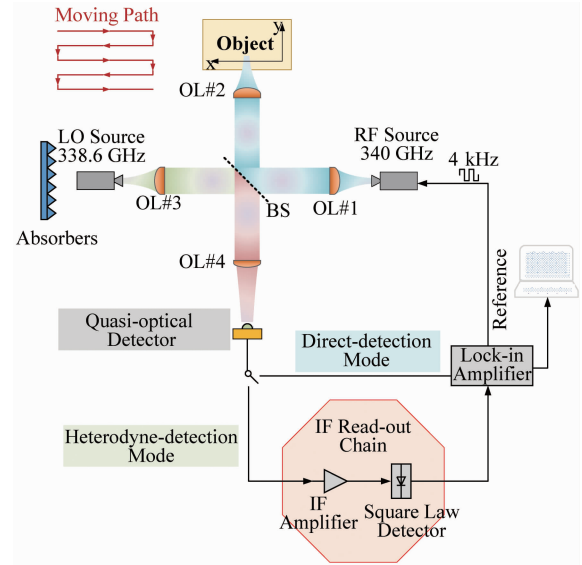 Moving Path
Object
y
x
OL#2
LO Source
338.6 GHz
RF Source
340 GHz
4 kHz
OL#3
OL#1
BS
Absorbers
OL#4
Reference
Quasi-optical
Detector
Direct-detection
Mode
Lock-in
Amplifier
Heterodyne-detection
Mode
IF Read-out
Chain
IF
Amplifier
Square Law
Detector